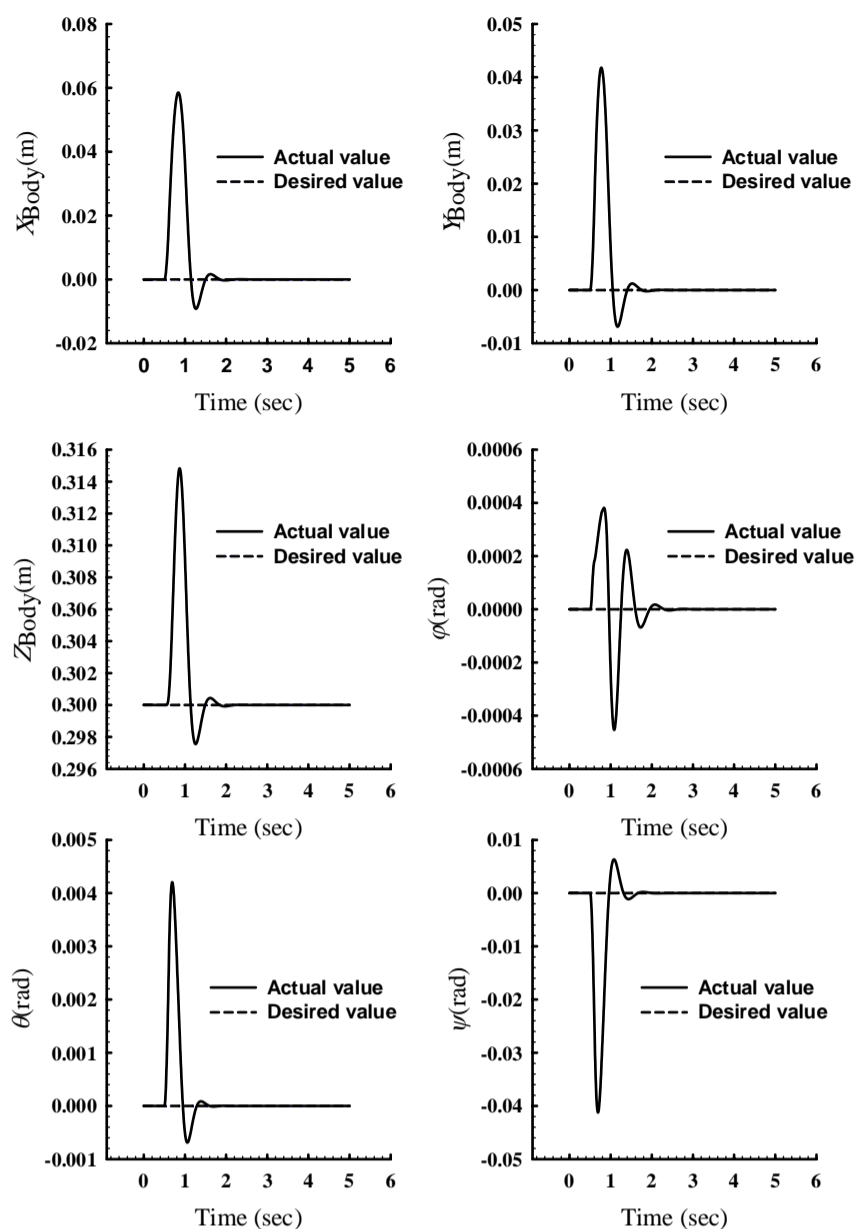 0.08
0.06
0.04
0.02
0.00
-0.02
XBody(m)
Actual value
Desired value
0 1 2 3 4 5 6
Time (sec)
0.05
0.04
0.03
0.02
0.01
0.00
-0.01
YBody(m)
Actual value
Desired value
0 1 2 3 4 5 6
Time (sec)
0.316
0.314
0.312
0.310
0.308
0.306
0.304
0.302
0.300
0.298
0.296
ZBody(m)
Actual value
Desired value
0 1 2 3 4 5 6
Time (sec)
0.0006
0.0004
0.0002
0.0000
-0.0002
-0.0004
-0.0006
φ(rad)
Actual value
Desired value
0 1 2 3 4 5 6
Time (sec)
0.005
0.004
0.003
0.002
0.001
0.000
-0.001
θ(rad)
Actual value
Desired value
0 1 2 3 4 5 6
Time (sec)
0.01
0.00
-0.01
-0.02
-0.03
-0.04
-0.05
ψ(rad)
Actual value
Desired value
0 1 2 3 4 5 6
Time (sec)